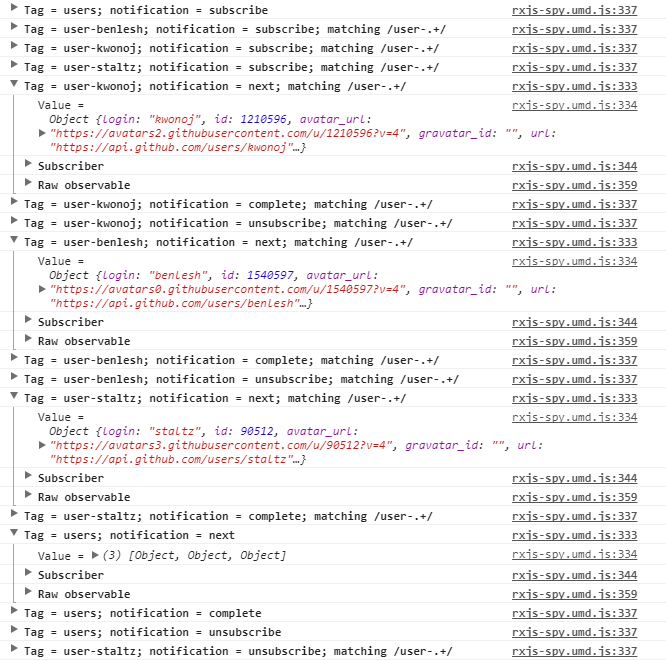 Tag = users; notification = subscribe rxjs-spy.umd.js:337
Tag = user-benlesh; notification = subscribe; matching /user-.+/ rxjs-spy.umd.js:337
Tag = user-kwonoj; notification = subscribe; matching /user-.+/ rxjs-spy.umd.js:337
Tag = user-staltz; notification = subscribe; matching /user-.+/ rxjs-spy.umd.js:337
Tag = user-kwonoj; notification = next; matching /user-.+/ rxjs-spy.umd.js:333
Value = rxjs-spy.umd.js:334
Object {login: "kwonoj", id: 1210596, avatar_url:
"https://avatars2.githubusercontent.com/u/1210596?v=4", gravatar_id: "", url:
"https://api.github.com/users/kwonoj"…}
Subscriber rxjs-spy.umd.js:344
Raw observable rxjs-spy.umd.js:359
Tag = user-kwonoj; notification = complete; matching /user-.+/ rxjs-spy.umd.js:337
Tag = user-kwonoj; notification = unsubscribe; matching /user-.+/ rxjs-spy.umd.js:337
Tag = user-benlesh; notification = next; matching /user-.+/ rxjs-spy.umd.js:333
Value = rxjs-spy.umd.js:334
Object {login: "benlesh", id: 1540597, avatar_url:
"https://avatars0.githubusercontent.com/u/1540597?v=4", gravatar_id: "", url:
"https://api.github.com/users/benlesh"…}
Subscriber rxjs-spy.umd.js:344
Raw observable rxjs-spy.umd.js:359
Tag = user-benlesh; notification = complete; matching /user-.+/ rxjs-spy.umd.js:337
Tag = user-benlesh; notification = unsubscribe; matching /user-.+/ rxjs-spy.umd.js:337
Tag = user-staltz; notification = next; matching /user-.+/ rxjs-spy.umd.js:333
Value = rxjs-spy.umd.js:334
Object {login: "staltz", id: 90512, avatar_url:
"https://avatars3.githubusercontent.com/u/90512?v=4", gravatar_id: "", url:
"https://api.github.com/users/staltz"…}
Subscriber rxjs-spy.umd.js:344
Raw observable rxjs-spy.umd.js:359
Tag = user-staltz; notification = complete; matching /user-.+/ rxjs-spy.umd.js:337
Tag = users; notification = next rxjs-spy.umd.js:333
Value = (3) [Object, Object, Object] rxjs-spy.umd.js:334
Subscriber rxjs-spy.umd.js:344
Raw observable rxjs-spy.umd.js:359
Tag = users; notification = complete rxjs-spy.umd.js:337
Tag = users; notification = unsubscribe rxjs-spy.umd.js:337
Tag = user-staltz; notification = unsubscribe; matching /user-.+/ rxjs-spy.umd.js:337